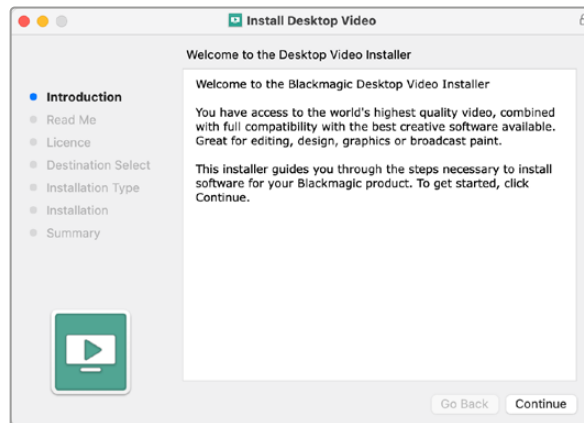 Install Desktop Video
Welcome to the Desktop Video Installer
Introduction
Read Me
Licence
Destination Select
Installation Type
Installation
Summary
Welcome to the Blackmagic Desktop Video Installer
You have access to the world's highest quality video, combined
with full compatibility with the best creative software available.
Great for editing, design, graphics or broadcast paint.
This installer guides you through the steps necessary to install
software for your Blackmagic product. To get started, click
Continue.
Go Back
Continue